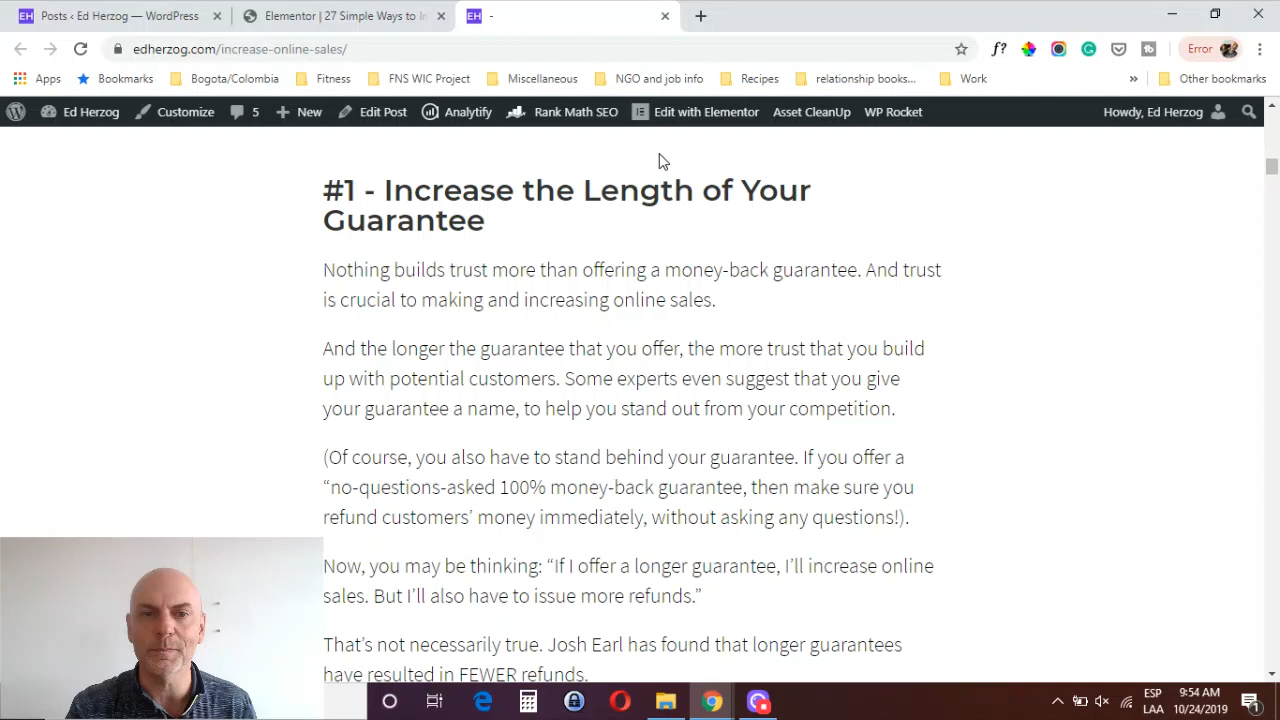 EH Posts ‹ Ed Herzog — WordPress
Elementor | 27 Simple Ways to In
EH -
edherzog.com/increase-online-sales/
f?
Error
Apps
Bookmarks
Bogota/Colombia
Fitness
FNS WIC Project
Miscellaneous
NGO and job info
Recipes
relationship books...
Work
»
Other bookmarks
Ed Herzog
Customize
5
New
Edit Post
Analytify
Rank Math SEO
Edit with Elementor
Asset CleanUp
WP Rocket
Howdy, Ed Herzog
#1 - Increase the Length of Your
Guarantee
Nothing builds trust more than offering a money-back guarantee. And trust
is crucial to making and increasing online sales.
And the longer the guarantee that you offer, the more trust that you build
up with potential customers. Some experts even suggest that you give
your guarantee a name, to help you stand out from your competition.
(Of course, you also have to stand behind your guarantee. If you offer a
“no-questions-asked 100% money-back guarantee, then make sure you
refund customers’ money immediately, without asking any questions!).
Now, you may be thinking: “If I offer a longer guarantee, I’ll increase online
sales. But I’ll also have to issue more refunds.”
That’s not necessarily true. Josh Earl has found that longer guarantees
have resulted in FEWER refunds.
ESP
LAA
9:54 AM
10/24/2019
1